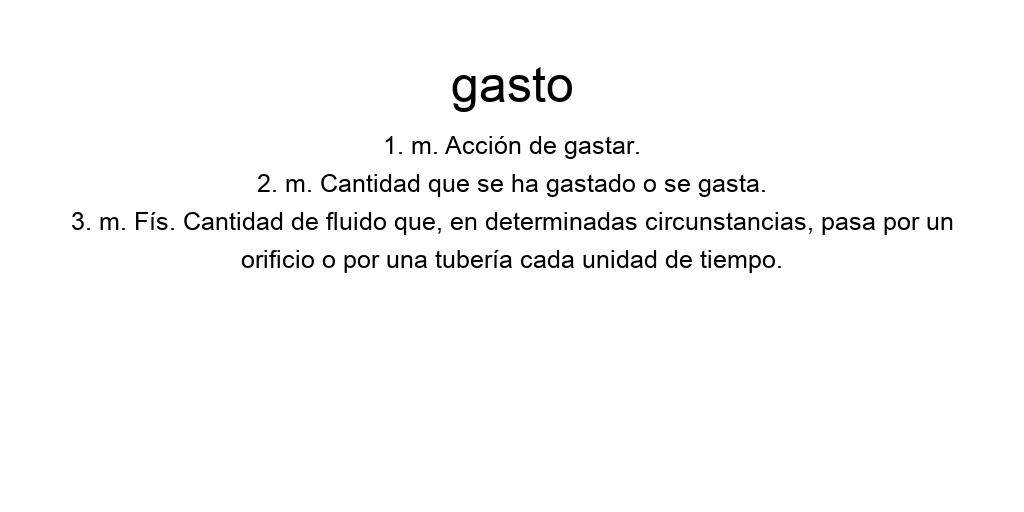 gasto
1. m. Acción de gastar.
2. m. Cantidad que se ha gastado o se gasta.
3. m. Fís. Cantidad de fluido que, en determinadas circunstancias, pasa por un
orificio o por una tubería cada unidad de tiempo.